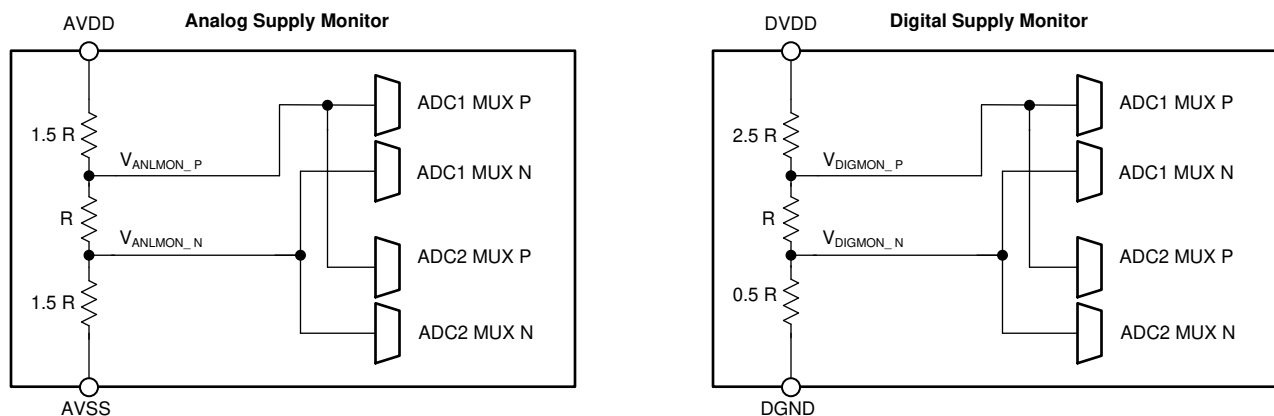 AVDD
Analog Supply Monitor
1.5 R
V_ANLMON_P
R
V_ANLMON_N
1.5 R
ADC1 MUX P
ADC1 MUX N
ADC2 MUX P
ADC2 MUX N
AVSS
DVDD
Digital Supply Monitor
2.5 R
V_DIGMON_P
R
V_DIGMON_N
0.5 R
ADC1 MUX P
ADC1 MUX N
ADC2 MUX P
ADC2 MUX N
DGND